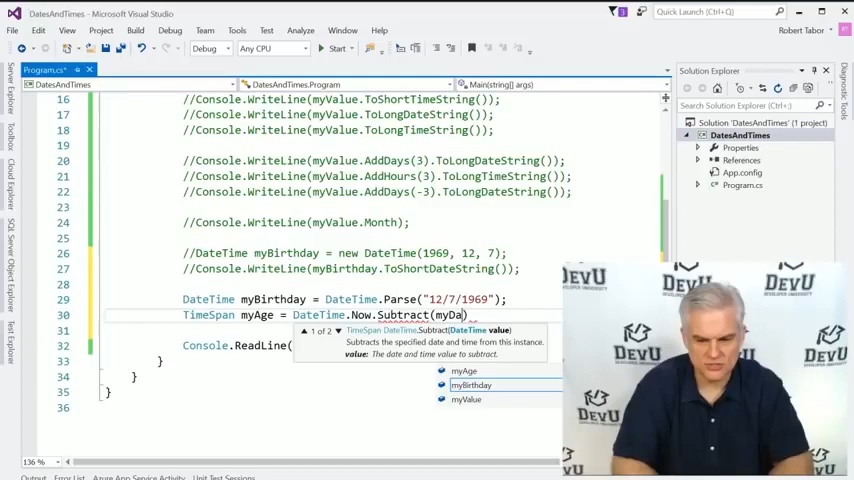 DatesAndTimes - Microsoft Visual Studio
3
Quick Launch (Ctrl+Q)
File Edit View Project Build Debug Team Tools Test Analyze Window Help
Robert Tabor
RT
Debug Any CPU Start
Program.cs*
Solution Explorer
DatesAndTimes DatesAndTimes.Program Main(string[] args)
Server Explorer
Toolbox
Cloud Explorer
SQL Server Object Explorer
Test Explorer
Diagnostic Tools
Search Solution Explorer (Ctrl+;)
Solution 'DatesAndTimes' (1 project)
DatesAndTimes
Properties
References
App.config
Program.cs
16 //Console.WriteLine(myValue.ToShortTimeString());
17 //Console.WriteLine(myValue.ToLongDateString());
18 //Console.WriteLine(myValue.ToLongTimeString());
19
20 //Console.WriteLine(myValue.AddDays(3).ToLongDateString());
21 //Console.WriteLine(myValue.AddHours(3).ToLongTimeString());
22 //Console.WriteLine(myValue.AddDays(-3).ToLongDateString());
23
24 //Console.WriteLine(myValue.Month);
25
26 //DateTime myBirthday = new DateTime(1969, 12, 7);
27 //Console.WriteLine(myBirthday.ToShortDateString());
28
29 DateTime myBirthday = DateTime.Parse("12/7/1969");
30 TimeSpan myAge = DateTime.Now.Subtract(myDa)
31
1 of 2 TimeSpan DateTime.Subtract(DateTime value)
Subtracts the specified date and time from this instance.
value: The date and time value to subtract.
32 Console.ReadLine(
33 }
34 }
35 }
36
myAge
myBirthday
myValue
136 %
Output Error List Azure App Service Activity Unit Test Sessions
DevU
DevU
DevU
DevU
DevU
DevU